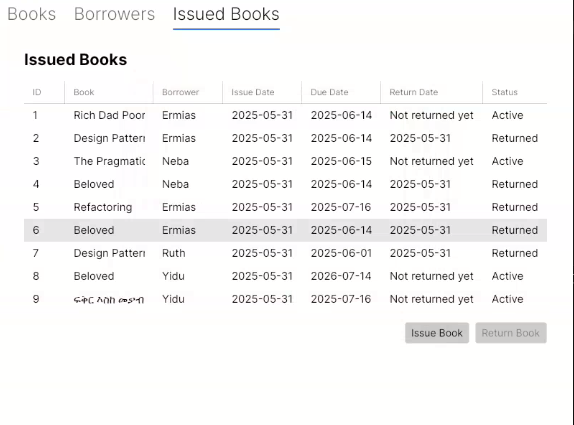 Books Borrowers Issued Books
Issued Books
ID Book Borrower Issue Date Due Date Return Date Status
1 Rich Dad Poor Ermias 2025-05-31 2025-06-14 Not returned yet Active
2 Design Patter Ermias 2025-05-31 2025-06-14 2025-05-31 Returned
3 The Pragmatic Neba 2025-05-31 2025-06-15 Not returned yet Active
4 Beloved Neba 2025-05-31 2025-06-14 2025-05-31 Returned
5 Refactoring Ermias 2025-05-31 2025-07-16 2025-05-31 Returned
6 Beloved Ermias 2025-05-31 2025-06-14 2025-05-31 Returned
7 Design Patter Ruth 2025-05-31 2025-06-01 2025-05-31 Returned
8 Beloved Yidu 2025-05-31 2026-07-14 Not returned yet Active
9 ፍቅር እስከ መቃብ Yidu 2025-05-31 2025-07-16 Not returned yet Active
Issue Book Return Book